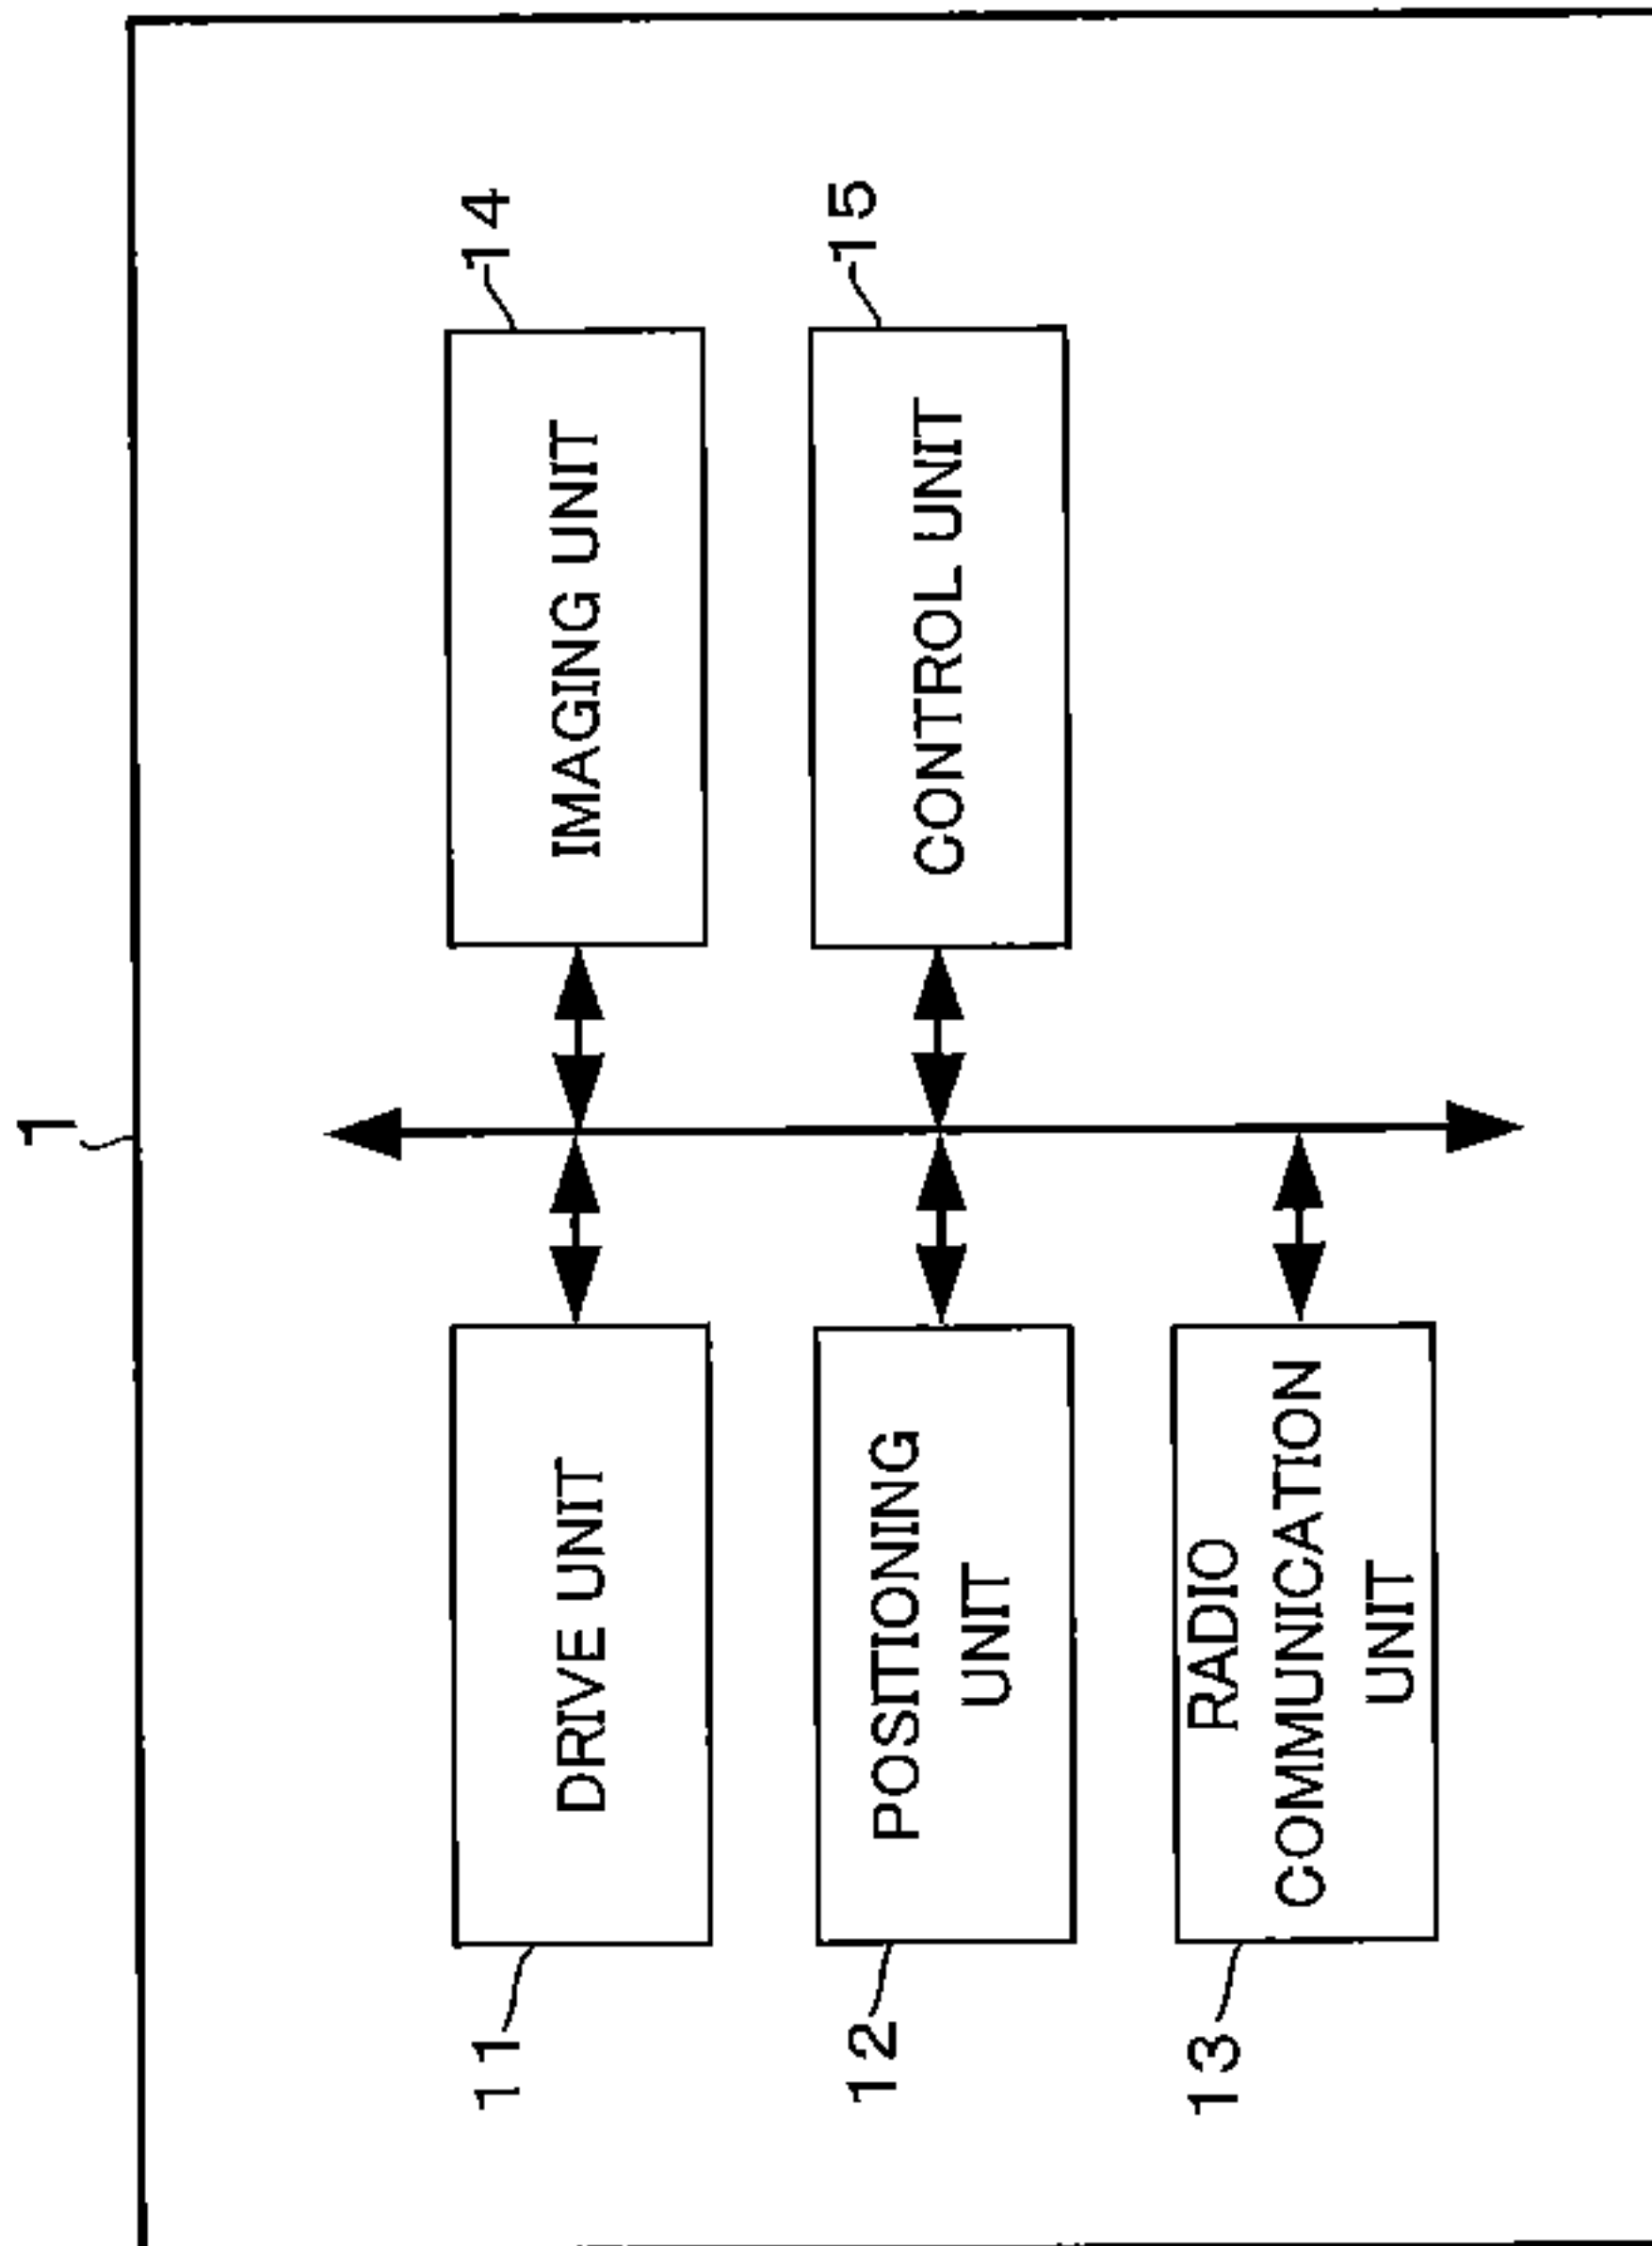 1
11
DRIVE UNIT
IMAGING UNIT
14
12
POSITIONING
UNIT
CONTROL UNIT
15
13
RADIO
COMMUNICATION
UNIT